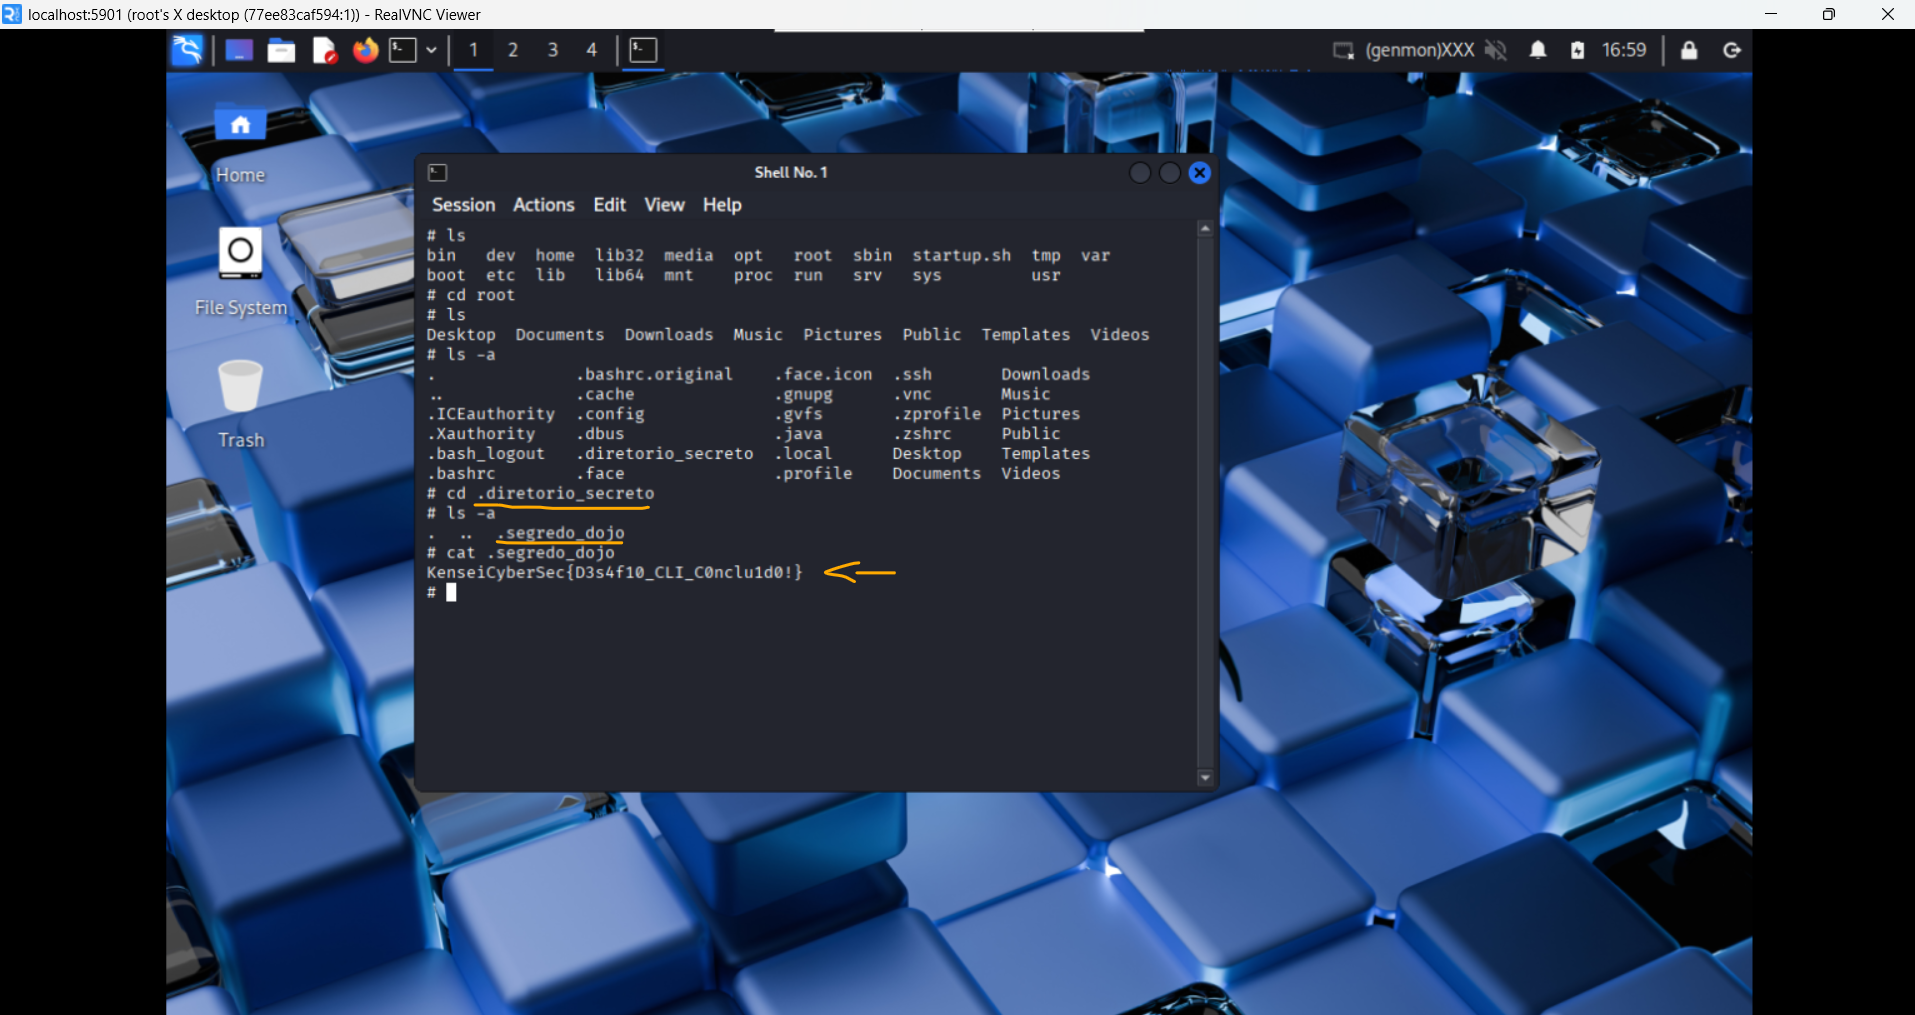 localhost:5901 (root's X desktop (77ee83caf594:1)) - RealVNC Viewer
1 2 3 4 (genmon)XXX 16:59
Home
File System
Trash
Shell No. 1
Session Actions Edit View Help
# ls
bin dev home lib32 media opt root sbin startup.sh tmp var
boot etc lib lib64 mnt proc run srv sys usr
# cd root
# ls
Desktop Documents Downloads Music Pictures Public Templates Videos
# ls -a
. .bashrc.original .face.icon .ssh Downloads
.. .cache .gnupg .vnc Music
.ICEauthority .config .gvfs .zprofile Pictures
.Xauthority .dbus .java .zshrc Public
.bash_logout .diretorio_secreto .local Desktop Templates
.bashrc .face .profile Documents Videos
# cd .diretorio_secreto
# ls -a
. .. .segredo_dojo
# cat .segredo_dojo
KenseiCyberSec{D3s4f10_CLI_C0nclu1d0!}
#